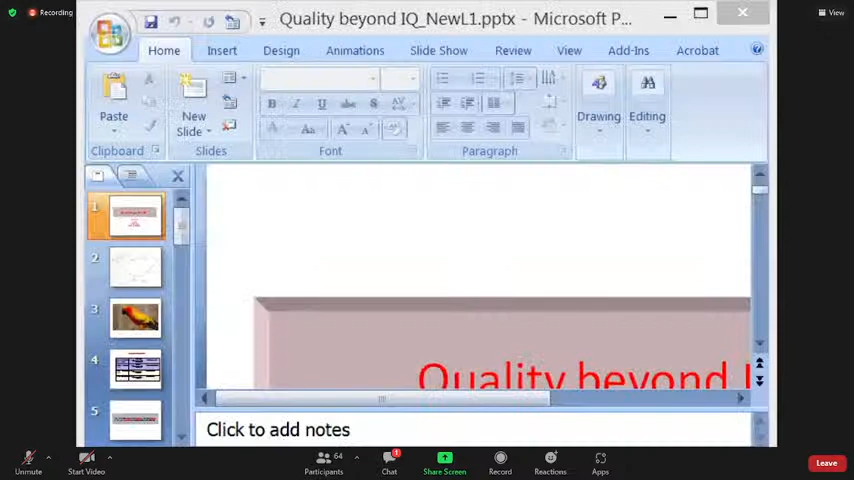 Recording
Quality beyond IQ_NewL1.pptx - Microsoft P...
View
Home Insert Design Animations Slide Show Review View Add-Ins Acrobat
Paste
New Slide
Drawing
Editing
Clipboard Slides Font Paragraph
1
2
3
4
5
Quality beyond I
Click to add notes
Unmute Start Video Participants 64 Chat 1 Share Screen Record Reactions Apps Leave